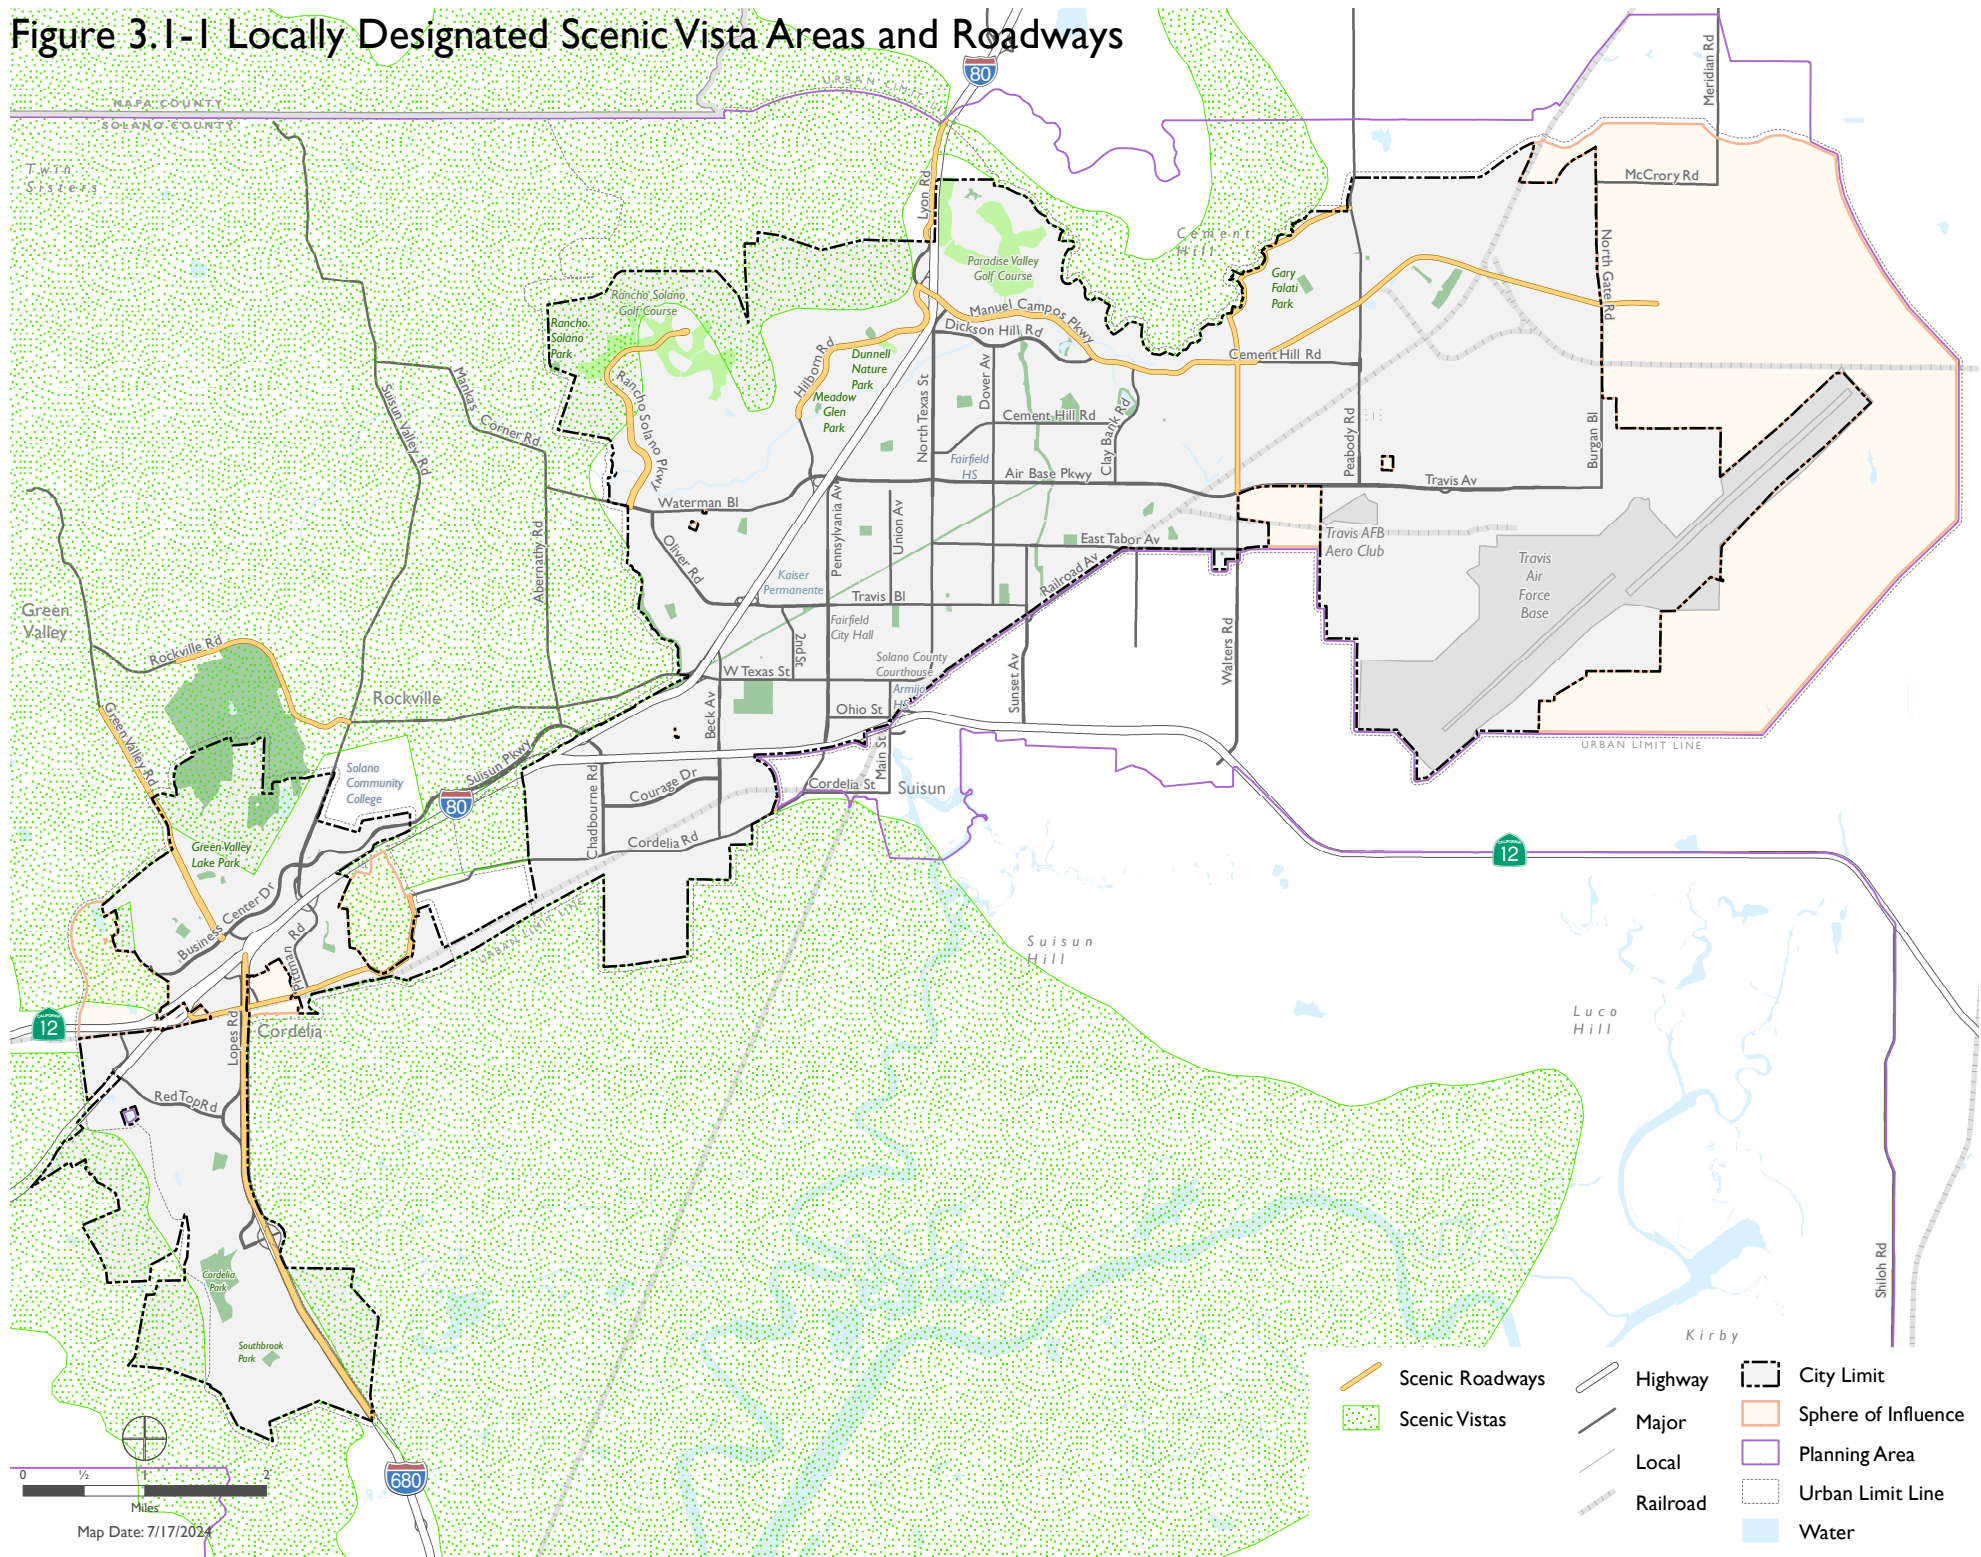 Figure 3.1-1 Locally Designated Scenic Vista Areas and Roadways
80
URBAN LIMIT
NAPA COUNTY
SOLANO COUNTY
Meridian Rd
Twin
Sisters
McCrory Rd
Lyon Rd
Cement
Hill
North Gate Rd
Paradise Valley
Golf Course
Gary
Falati
Park
Rancho Solano
Golf Course
Manuel Campos Pkwy
Dickson Hill Rd
Rancho
Solano
Park
Hilborn Rd
Dunnell
Nature
Park
Cement Hill Rd
Mankas Corner Rd
Suisun Valley Rd
Rancho Solano Pkwy
Meadow
Glen
Park
North Texas St
Dover Av
Cement Hill Rd
Clay Bank Rd
Peabody Rd
Burgan Bl
Fairfield
HS
Air Base Pkwy
Travis Av
Waterman Bl
Pennsylvania Av
Union Av
Abernathy Rd
Oliver Rd
East Tabor Av
Travis AFB
Aero Club
Travis
Air
Force
Base
Kaiser
Permanente
Railroad Av
Travis Bl
Green
Valley
Fairfield
City Hall
2nd St
Walters Rd
Rockville Rd
Solano County
Courthouse
W Texas St
Sunset Av
Rockville
Armijo
HS
Beck Av
Ohio St
Green Valley Rd
Main St
URBAN LIMIT LINE
Suisun Pkwy
Solano
Community
College
Chadbourne Rd
Courage Dr
Cordelia St
Suisun
80
Cordelia Rd
Green Valley
Lake Park
CALIFORNIA
12
Business Center Dr
URBAN LIMIT LINE
Pittman Rd
Suisun
Hill
CALIFORNIA
12
Lopes Rd
Cordelia
Luco
Hill
Red Top Rd
Cordelia
Park
Shiloh Rd
Southbrook
Park
Kirby
Scenic Roadways
Scenic Vistas
Highway
Major
Local
Railroad
City Limit
Sphere of Influence
Planning Area
Urban Limit Line
Water
680
0 ½ 1 2
Miles
Map Date: 7/17/2024